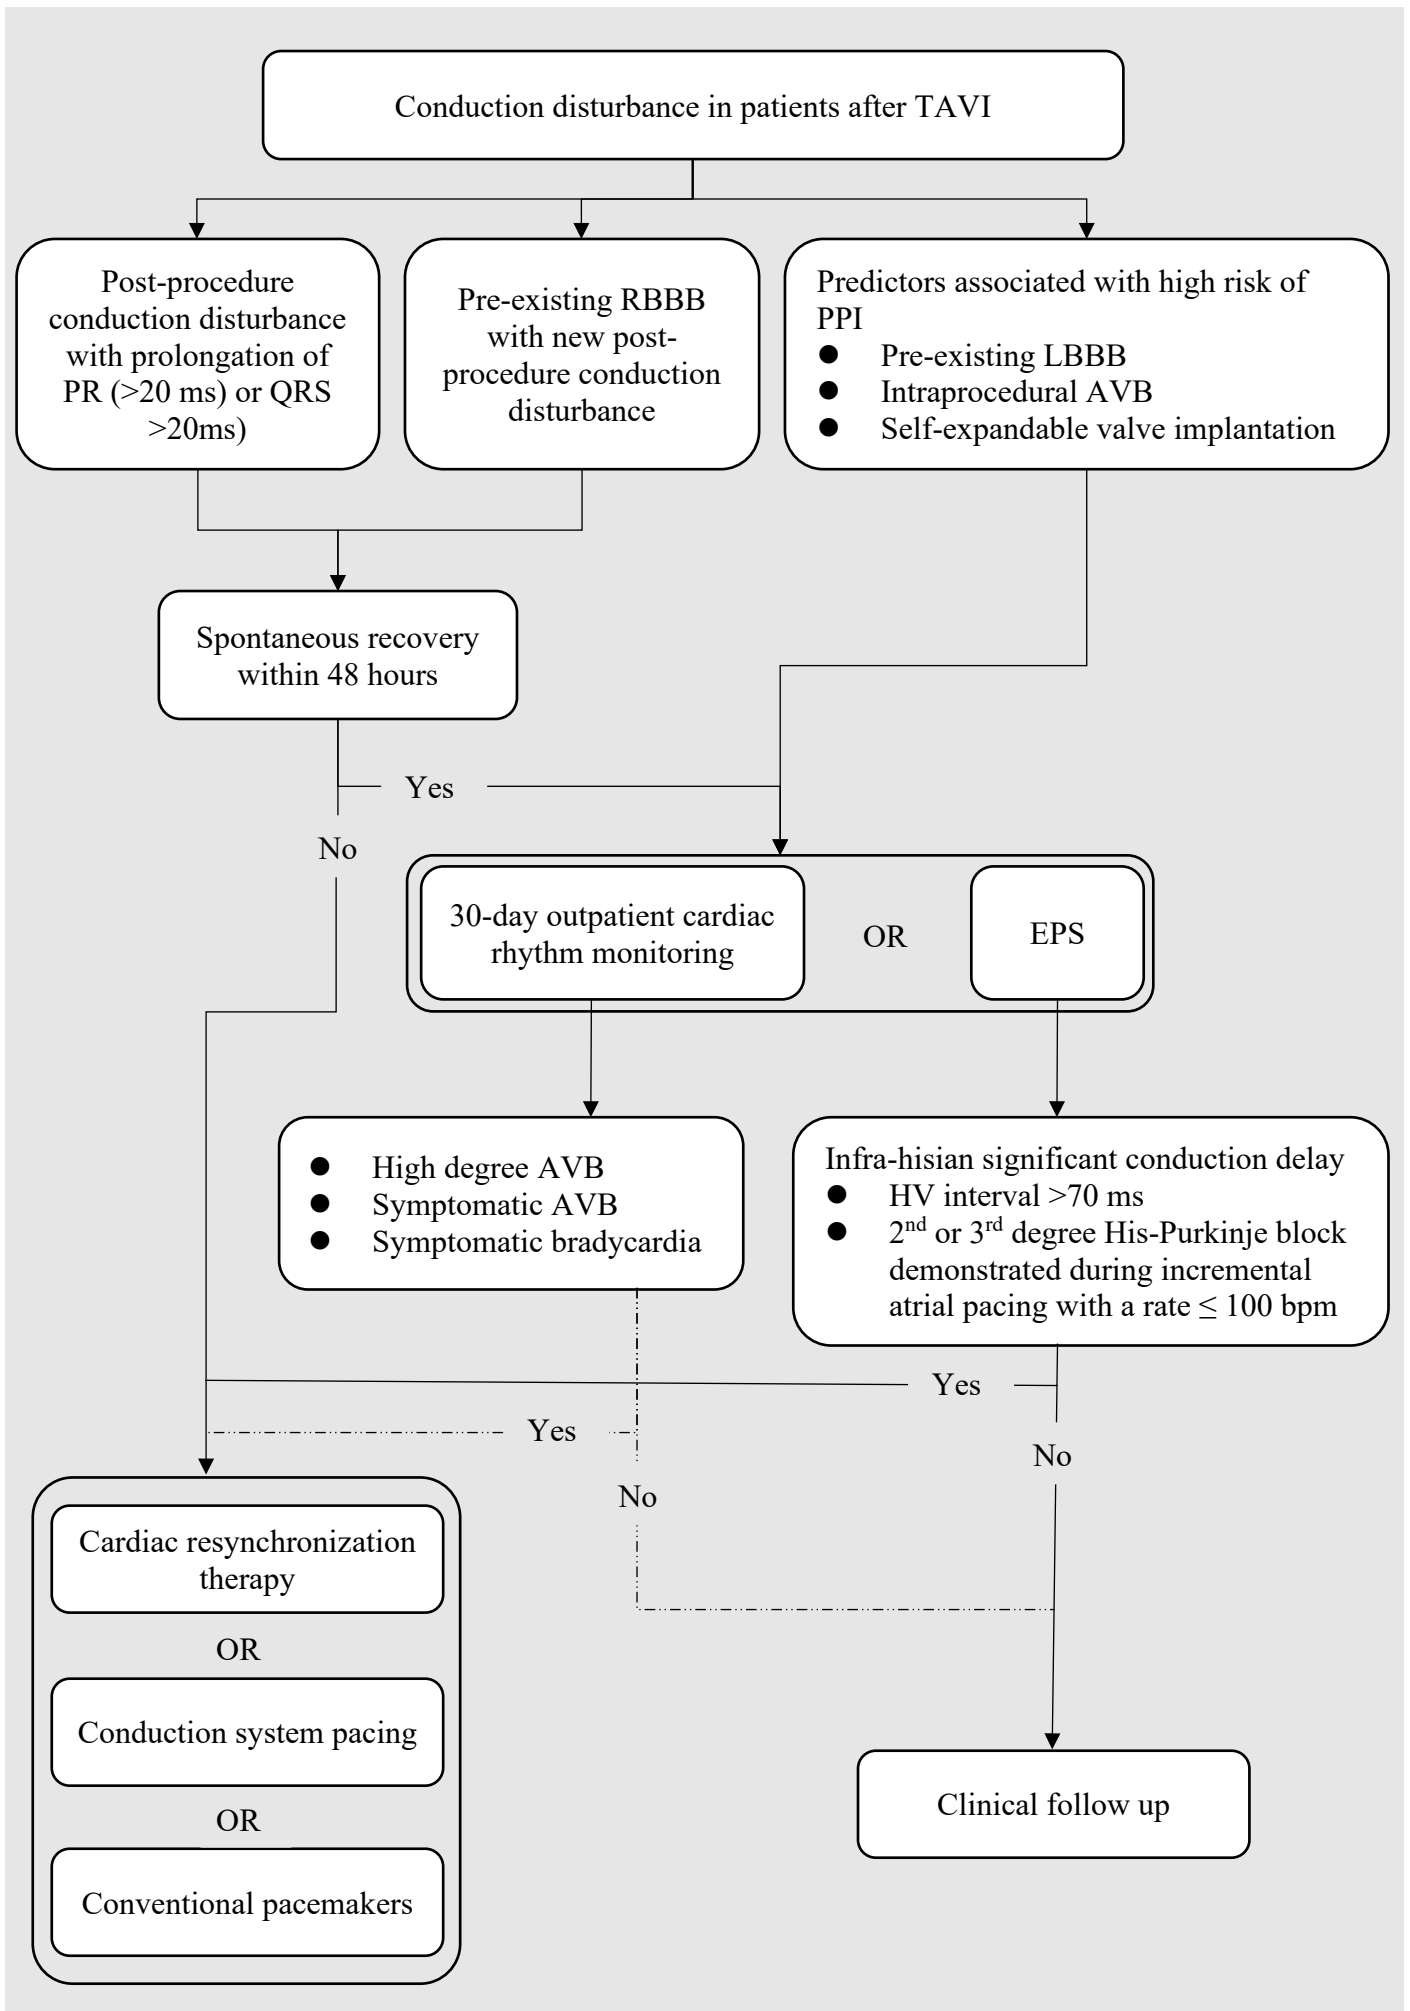 Conduction disturbance in patients after TAVI
Post-procedure
conduction disturbance
with prolongation of
PR (>20 ms) or QRS
>20ms)
Pre-existing RBBB
with new post-
procedure conduction
disturbance
Predictors associated with high risk of
PPI
● Pre-existing LBBB
● Intraprocedural AVB
● Self-expandable valve implantation
Spontaneous recovery
within 48 hours
Yes
No
30-day outpatient cardiac
rhythm monitoring
OR
EPS
● High degree AVB
● Symptomatic AVB
● Symptomatic bradycardia
Infra-hisian significant conduction delay
● HV interval >70 ms
● 2nd or 3rd degree His-Purkinje block
demonstrated during incremental
atrial pacing with a rate ≤ 100 bpm
Yes
Yes
No
No
Cardiac resynchronization
therapy
OR
Conduction system pacing
OR
Conventional pacemakers
Clinical follow up